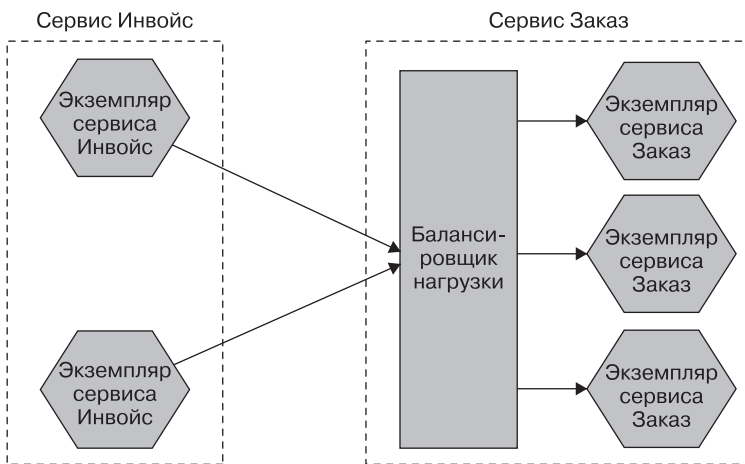 Сервис Инвойс
Сервис Заказ
Экземпляр
сервиса
Инвойс
Экземпляр
сервиса
Инвойс
Баланси-
ровщик
нагрузки
Экземпляр
сервиса
Заказ
Экземпляр
сервиса
Заказ
Экземпляр
сервиса
Заказ